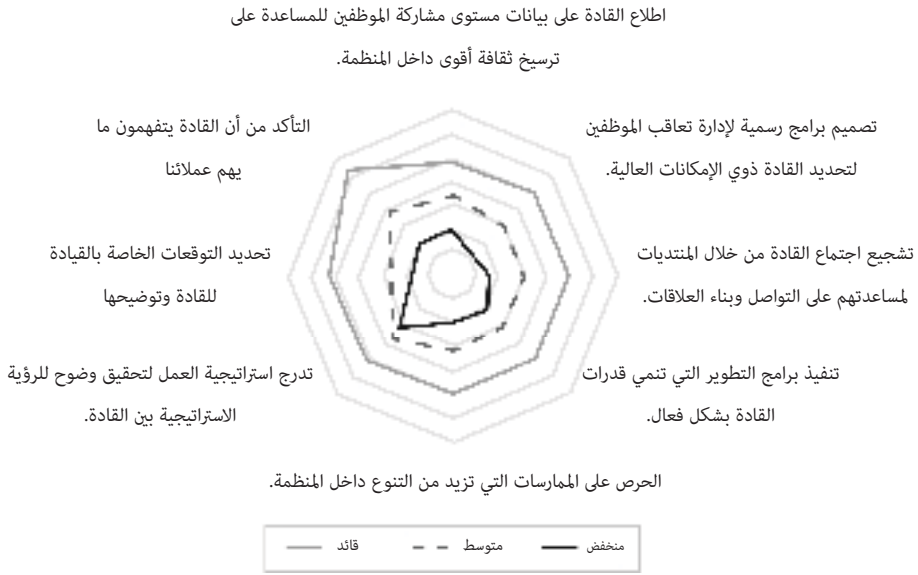 اطلاع القادة على بيانات مستوى مشاركة الموظفين للمساعدة على
ترسيخ ثقافة أقوى داخل المنظمة.
تصميم برامج رسمية لإدارة تعاقب الموظفين
لتحديد القادة ذوي الإمكانات العالية.
التأكد من أن القادة يتفهمون ما
يهم عملائنا
تشجيع اجتماع القادة من خلال المنتديات
لمساعدتهم على التواصل وبناء العلاقات.
تحديد التوقعات الخاصة بالقيادة
للقادة وتوضيحها
تنفيذ برامج التطوير التي تنمي قدرات
القادة بشكل فعال.
تدرج استراتيجية العمل لتحقيق وضوح للرؤية
الاستراتيجية بين القادة.
الحرص على الممارسات التي تزيد من التنوع داخل المنظمة.
منخفض متوسط قائد